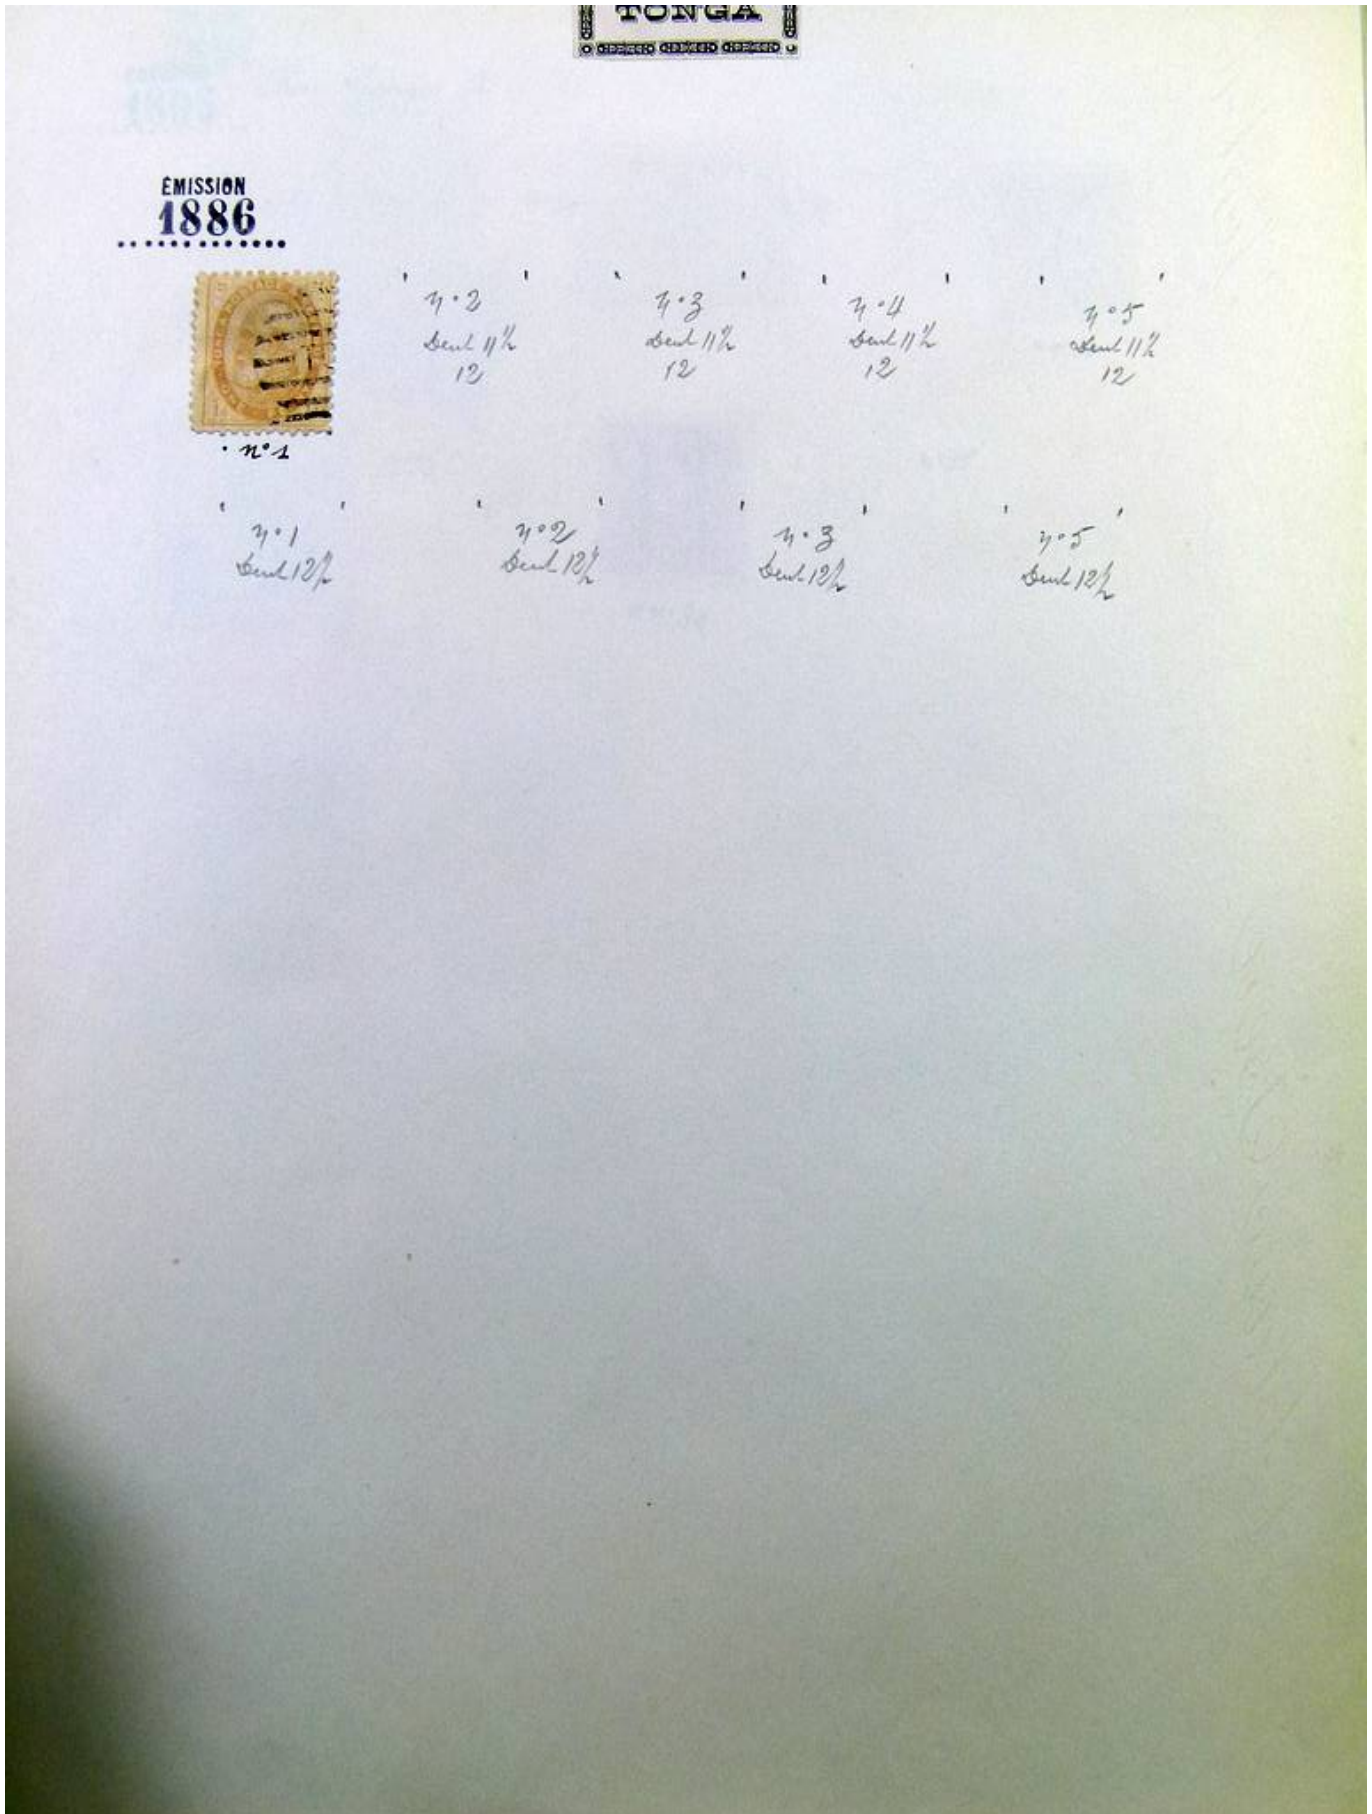 TONGA
ÉMISSION
1886
n° 2
Dent 11½
12
n° 3
Dent 11½
12
n° 4
Dent 11½
12
n° 5
Dent 11½
12
n° 1
n° 1
Dent 12½
n° 2
Dent 12½
n° 3
Dent 12½
n° 5
Dent 12½